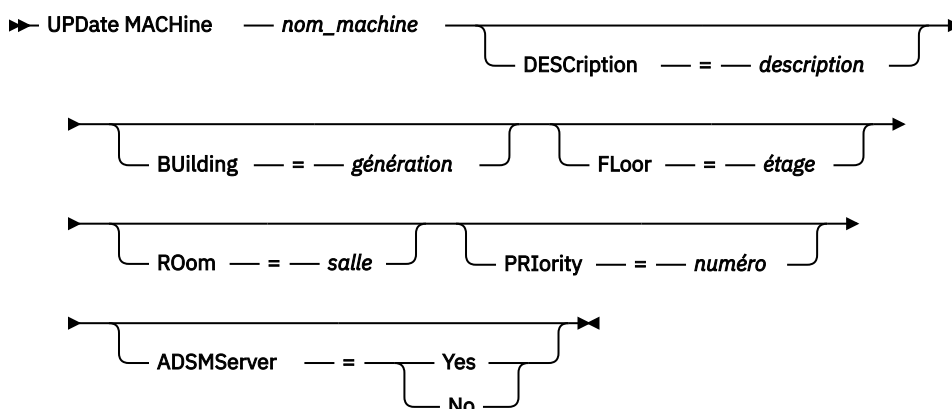 UPDate MACHine nom_machine
DESCription = description
BUilding = génération FLoor = étage
ROom = salle PRIority = numéro
ADSMServer = Yes
No